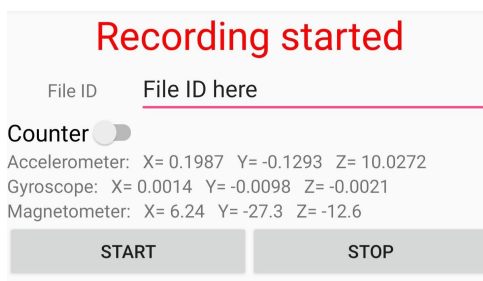 Recording started
File ID File ID here
Counter
Accelerometer: X= 0.1987 Y= -0.1293 Z= 10.0272
Gyroscope: X= 0.0014 Y= -0.0098 Z= -0.0021
Magnetometer: X= 6.24 Y= -27.3 Z= -12.6
START STOP